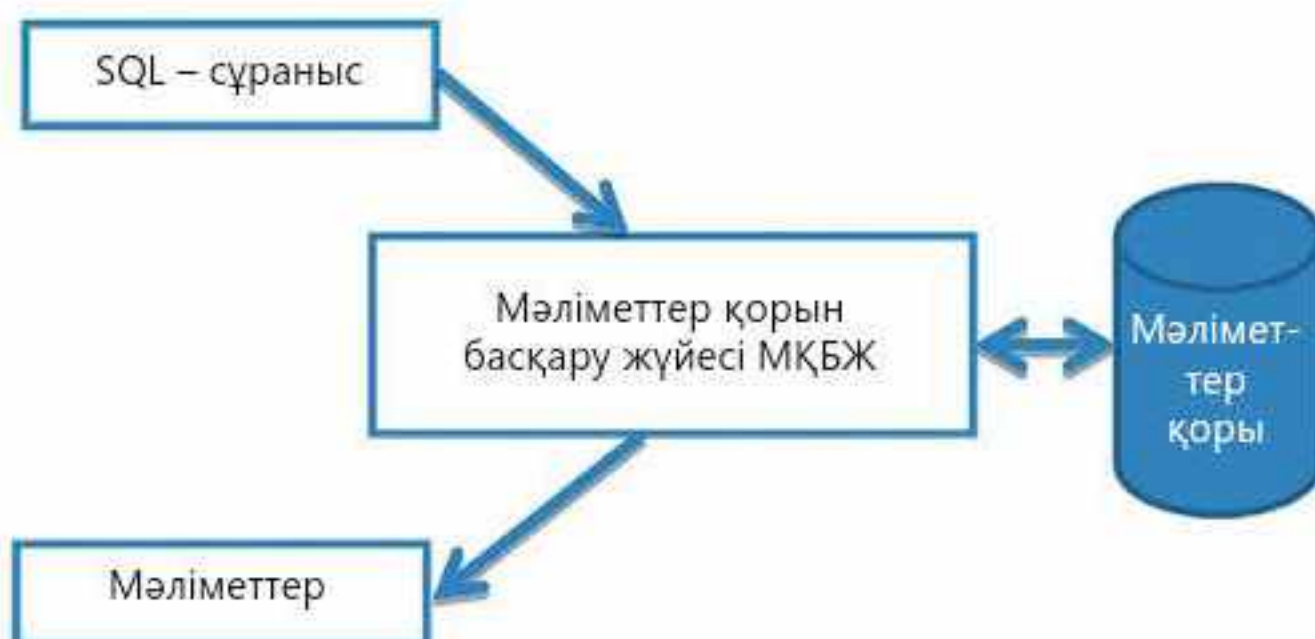 SQL – сұраныс
Мәліметтер қорын
басқару жүйесі МҚБЖ
Мәлімет-
тер
қоры
Мәліметтер